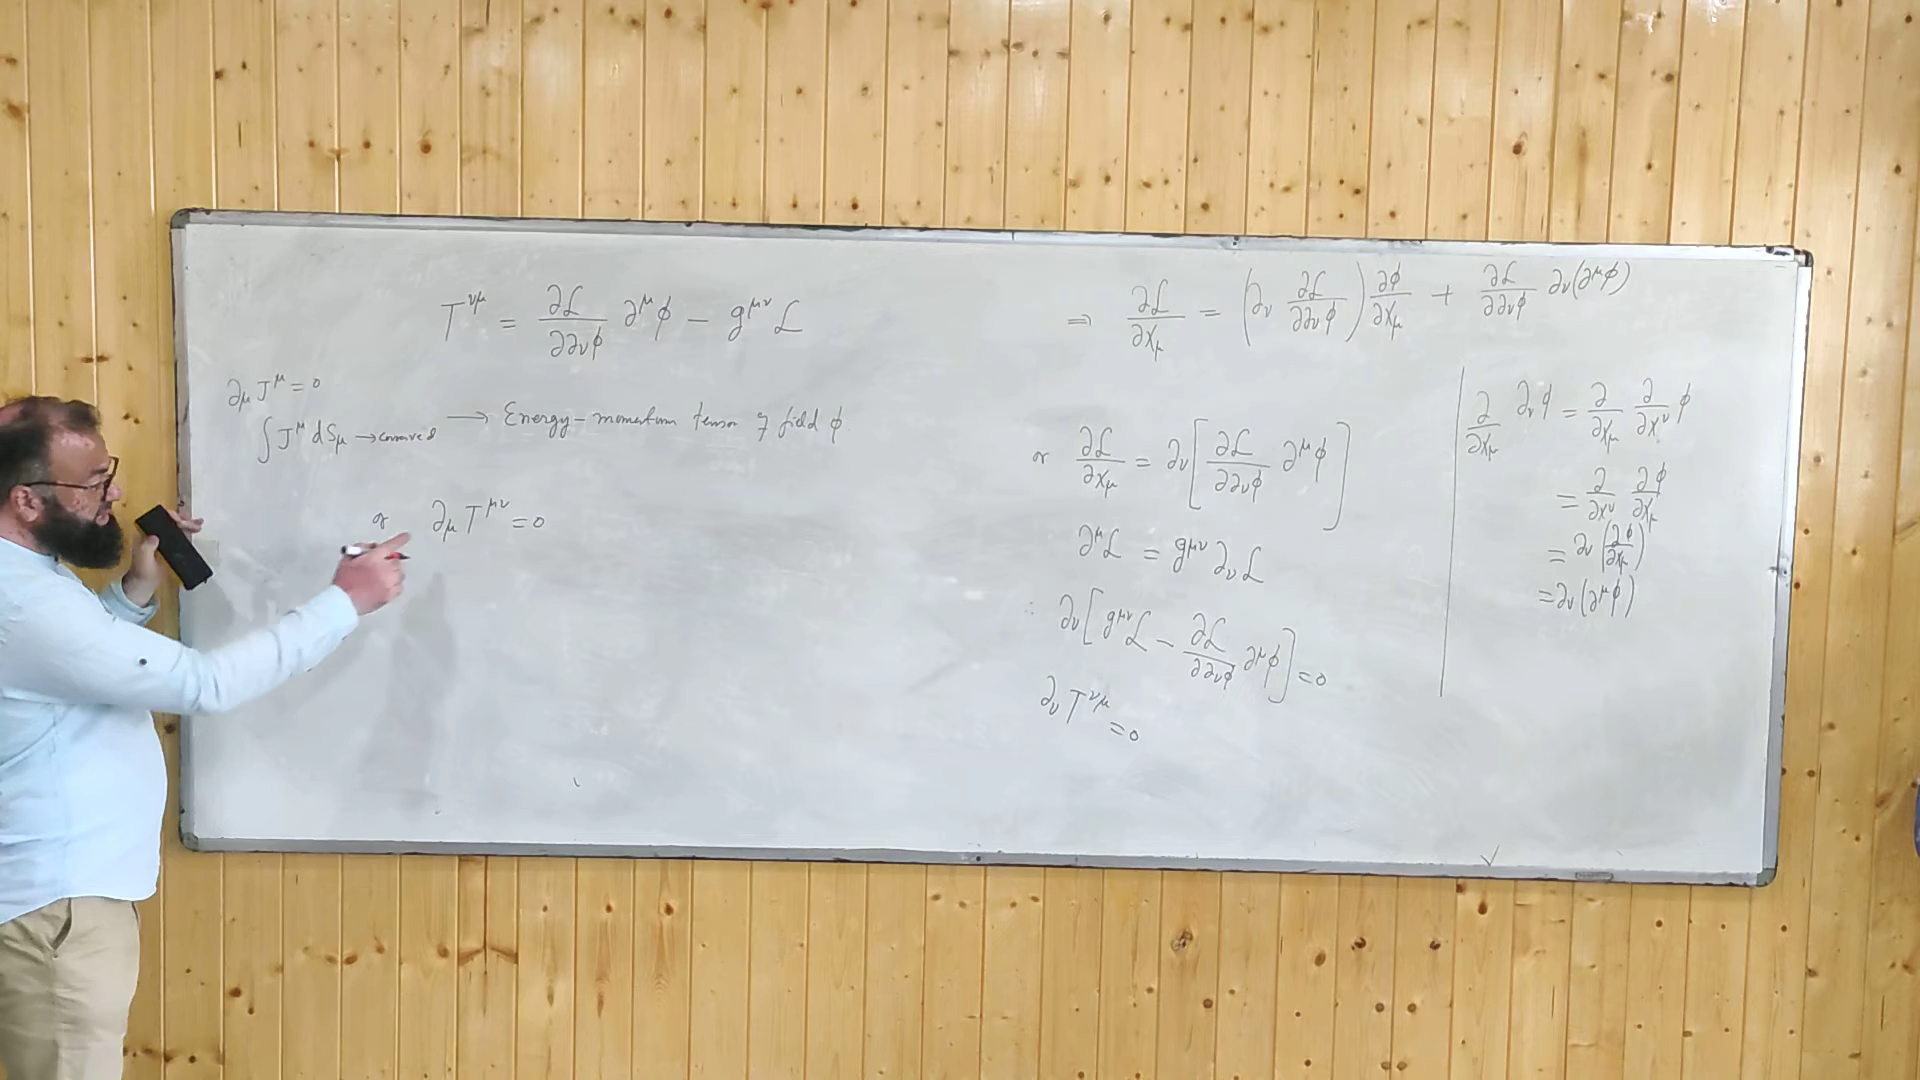 T^{νμ} = ∂ℒ/∂∂_νϕ ∂^μϕ − g^{μν} ℒ
∂_μ J^μ = 0
∫ J^μ dS_μ → conserved → Energy-momentum tensor of field ϕ.
or ∂_μ T^{μν} = 0
⇒ ∂ℒ/∂x_μ = (∂_ν ∂ℒ/∂∂_νϕ) ∂ϕ/∂x_μ + ∂ℒ/∂∂_νϕ ∂_ν(∂^μϕ)
or ∂ℒ/∂x_μ = ∂_ν[∂ℒ/∂∂_νϕ ∂^μϕ]
∂^μℒ = g^{μν} ∂_νℒ
∴ ∂_ν[g^{μν}ℒ − ∂ℒ/∂∂_νϕ ∂^μϕ] = 0
∂_ν T^{νμ} = 0
∂/∂x_μ ∂_νϕ = ∂/∂x_μ ∂/∂x^ν ϕ
= ∂/∂x^ν ∂ϕ/∂x_μ
= ∂_ν(∂ϕ/∂x_μ)
= ∂_ν(∂^μϕ)